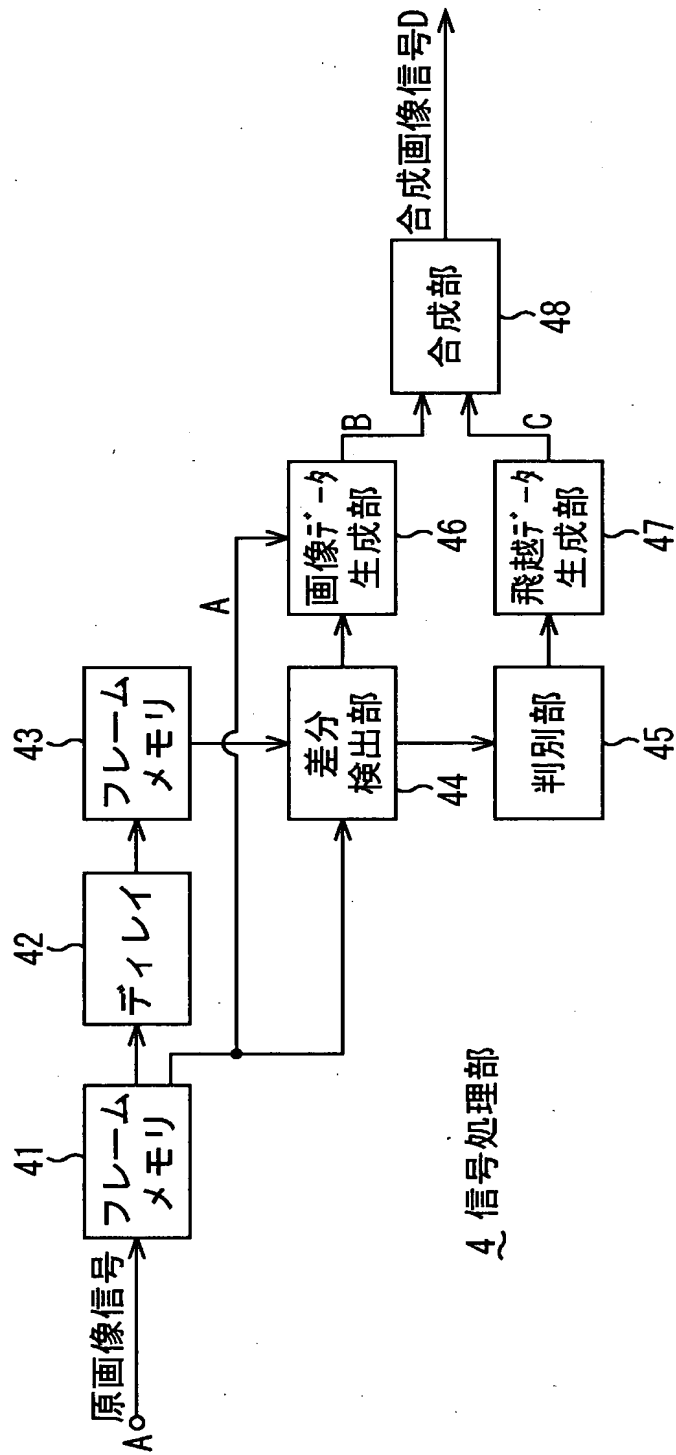 原画像信号
A
41
フレーム
メモリ
42
ディレイ
43
フレーム
メモリ
A
差分
検出部
44
画像データ
生成部
46
B
判別部
45
飛越データ
生成部
47
C
合成部
48
合成画像信号D
4 信号処理部